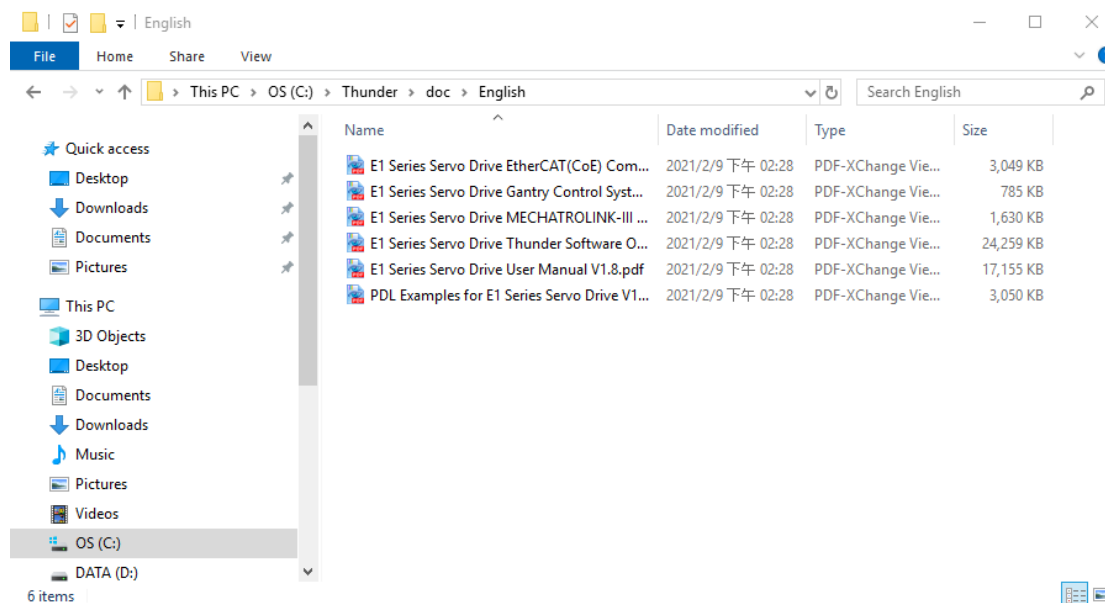 English
File Home Share View
This PC > OS (C:) > Thunder > doc > English Search English
Name Date modified Type Size
Quick access
Desktop
Downloads
Documents
Pictures
This PC
3D Objects
Desktop
Documents
Downloads
Music
Pictures
Videos
OS (C:)
DATA (D:)
E1 Series Servo Drive EtherCAT(CoE) Com... 2021/2/9 下午 02:28 PDF-XChange Vie... 3,049 KB
E1 Series Servo Drive Gantry Control Syst... 2021/2/9 下午 02:28 PDF-XChange Vie... 785 KB
E1 Series Servo Drive MECHATROLINK-III ... 2021/2/9 下午 02:28 PDF-XChange Vie... 1,630 KB
E1 Series Servo Drive Thunder Software O... 2021/2/9 下午 02:28 PDF-XChange Vie... 24,259 KB
E1 Series Servo Drive User Manual V1.8.pdf 2021/2/9 下午 02:28 PDF-XChange Vie... 17,155 KB
PDL Examples for E1 Series Servo Drive V1... 2021/2/9 下午 02:28 PDF-XChange Vie... 3,050 KB
6 items